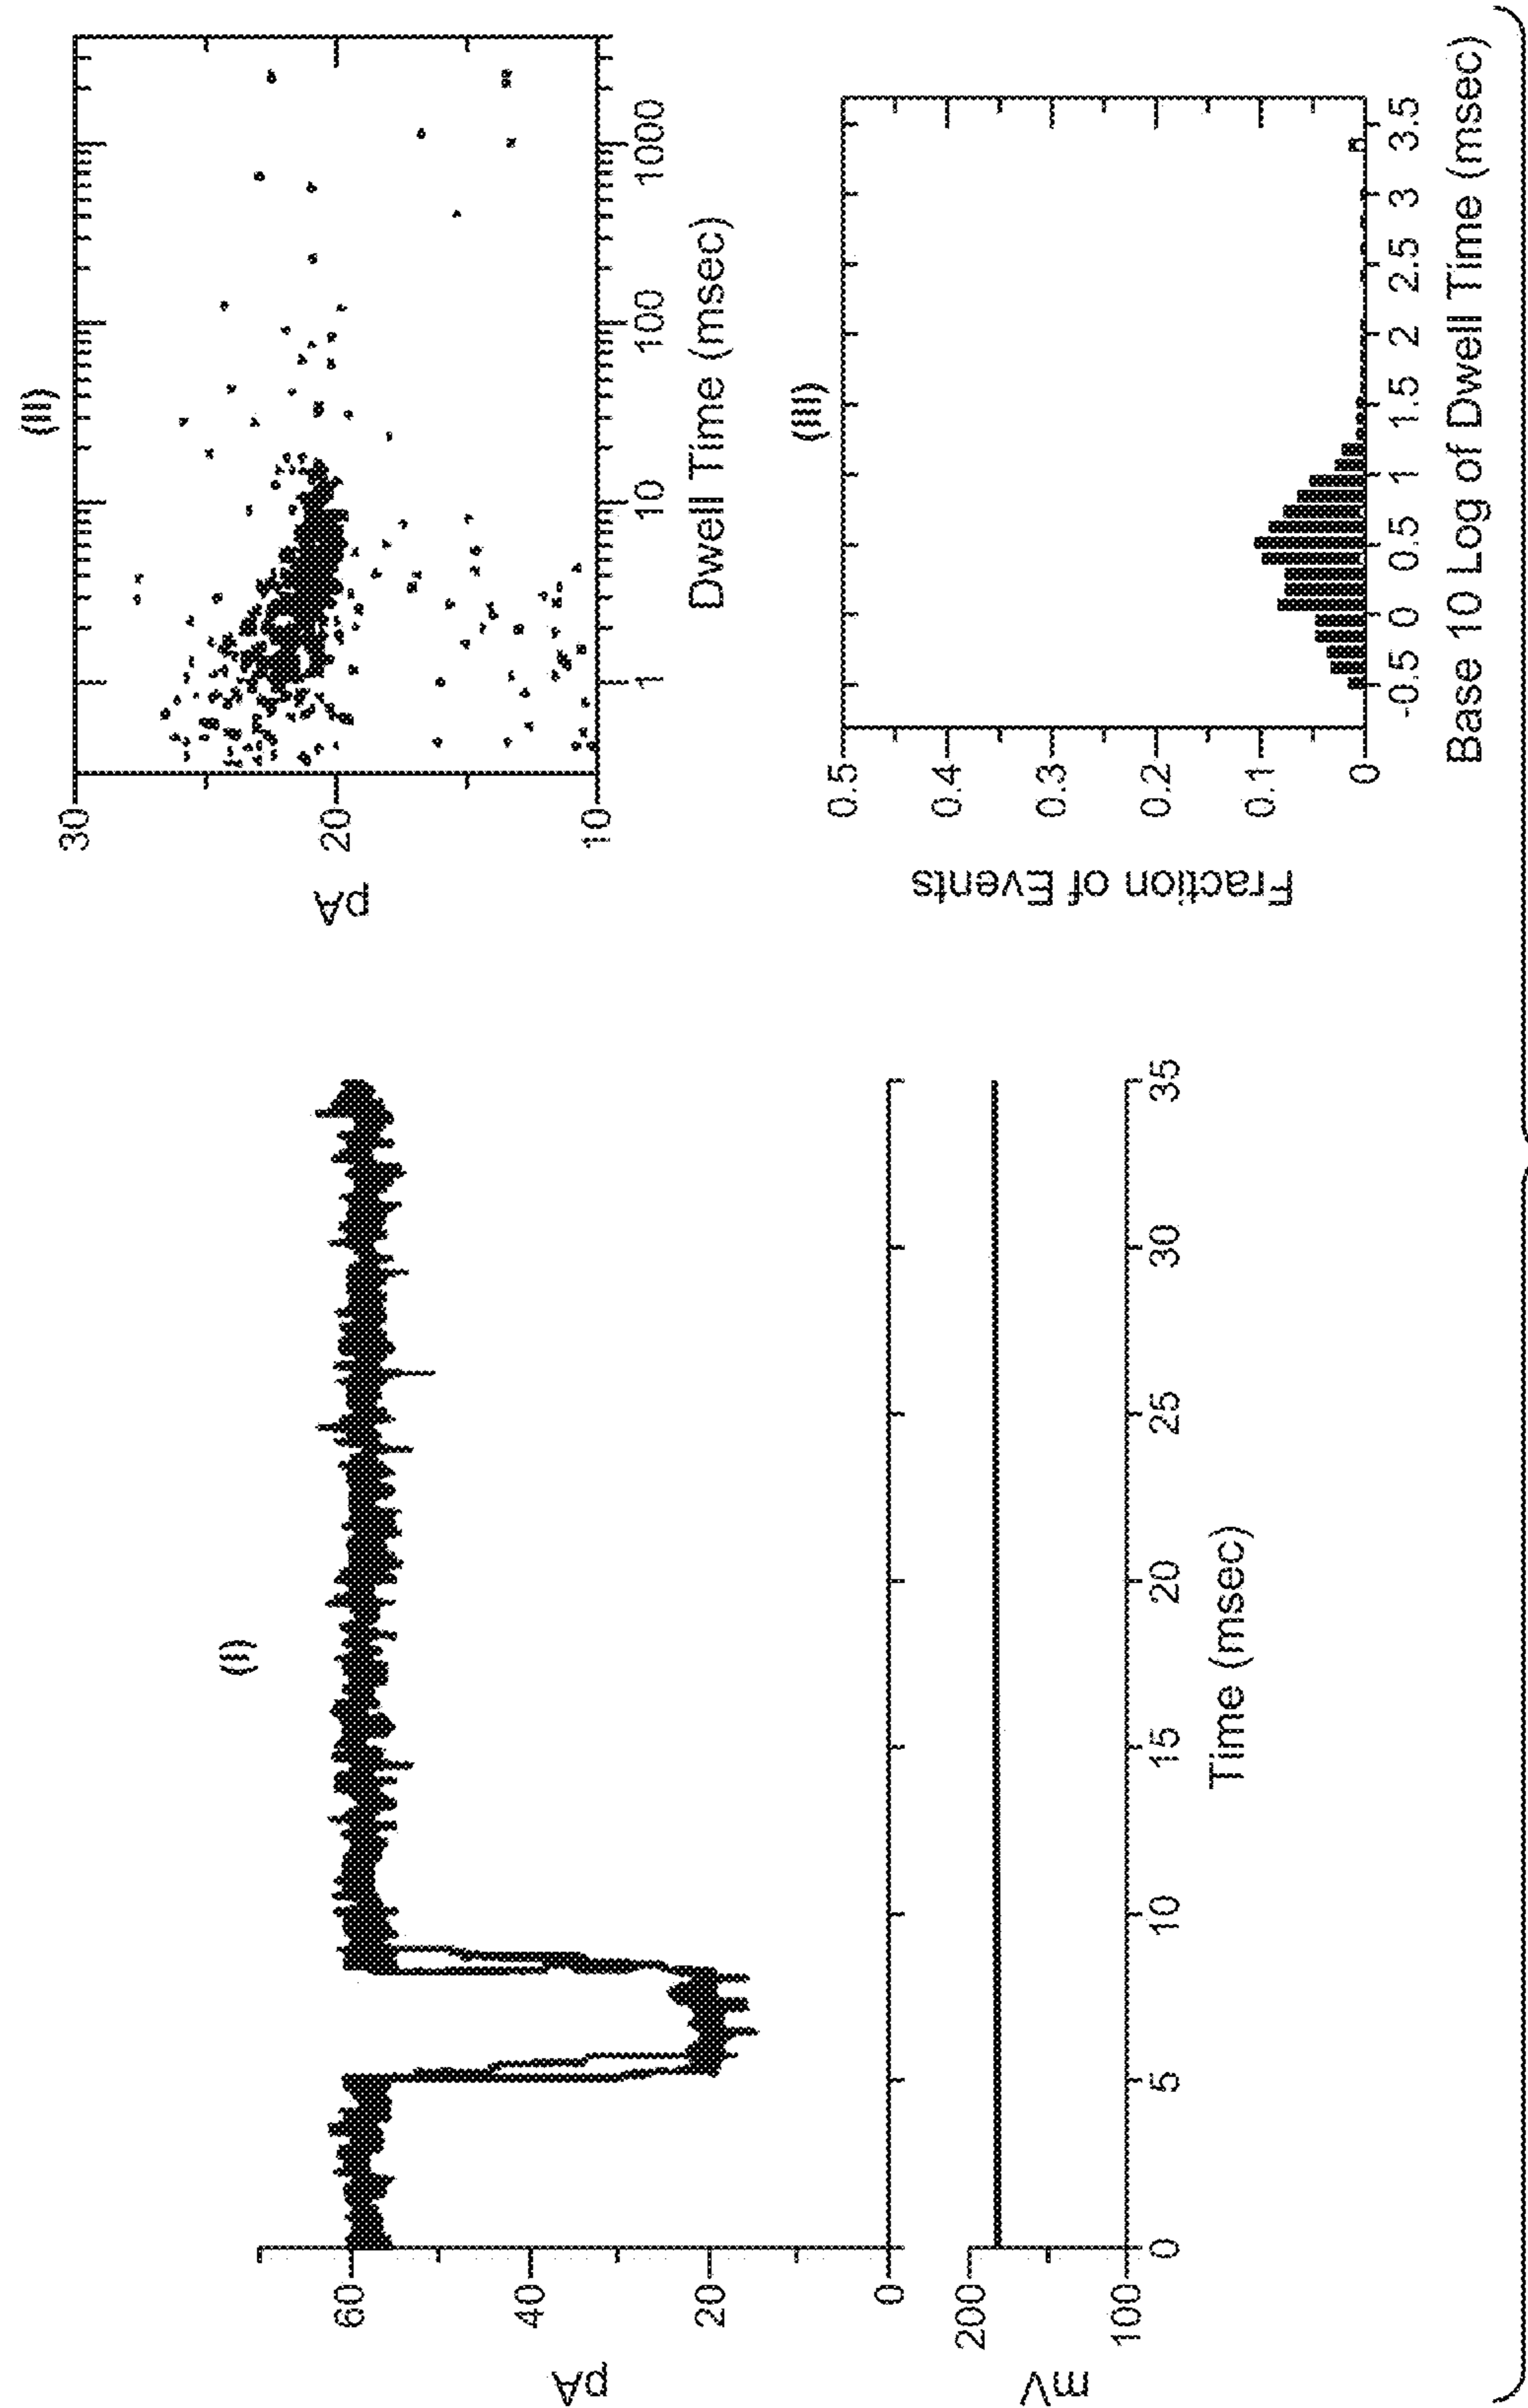 (I)
pA
60
40
20
0
mV
200
100
0 5 10 15 20 25 30 35
Time (msec)
(II)
pA
30
20
10
1 10 100 1000
Dwell Time (msec)
(III)
Fraction of Events
0.5
0.4
0.3
0.2
0.1
0
-0.5 0 0.5 1 1.5 2 2.5 3 3.5
Base 10 Log of Dwell Time (msec)